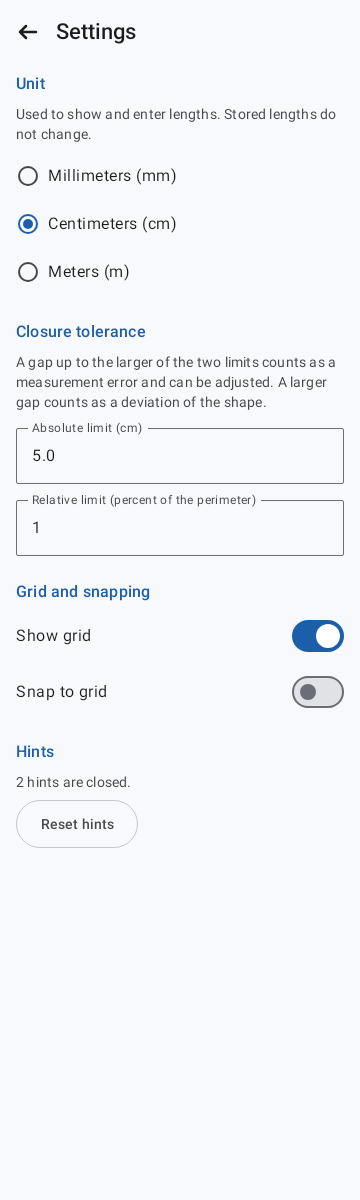 Settings
Unit
Used to show and enter lengths. Stored lengths do
not change.
Millimeters (mm)
Centimeters (cm)
Meters (m)
Closure tolerance
A gap up to the larger of the two limits counts as a
measurement error and can be adjusted. A larger
gap counts as a deviation of the shape.
Absolute limit (cm)
5.0
Relative limit (percent of the perimeter)
1
Grid and snapping
Show grid
Snap to grid
Hints
2 hints are closed.
Reset hints